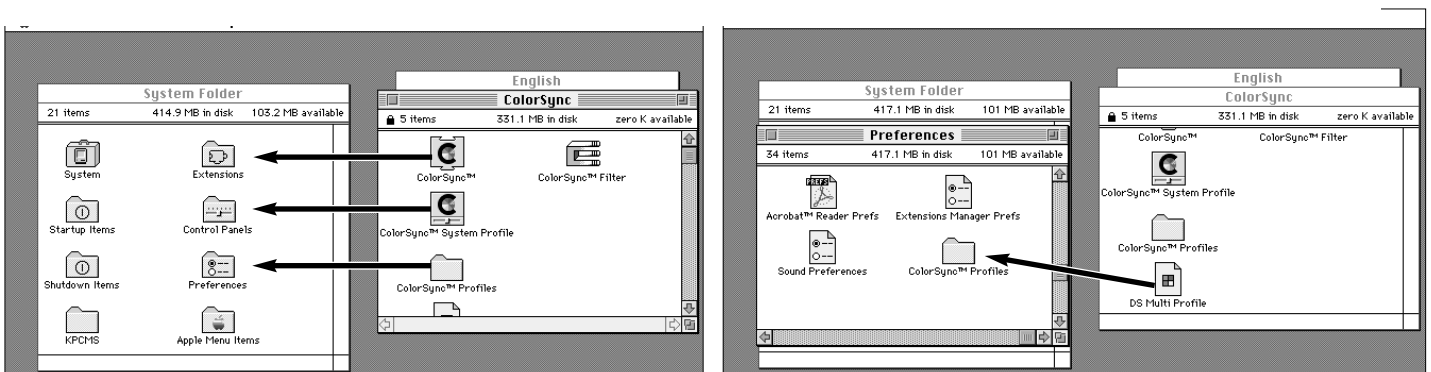 English
System Folder
21 items 414.9 MB in disk 103.2 MB available
ColorSync
5 items 331.1 MB in disk zero K available
System
Extensions
ColorSync™
ColorSync™ Filter
Startup Items
Control Panels
ColorSync™ System Profile
Shutdown Items
Preferences
ColorSync™ Profiles
KPCMS
Apple Menu Items
English
System Folder
21 items 417.1 MB in disk 101 MB available
ColorSync
5 items 331.1 MB in disk zero K available
Preferences
34 items 417.1 MB in disk 101 MB available
ColorSync™
ColorSync™ Filter
PREFS
Acrobat™ Reader Prefs
Extensions Manager Prefs
ColorSync™ System Profile
Sound Preferences
ColorSync™ Profiles
ColorSync™ Profiles
DS Multi Profile